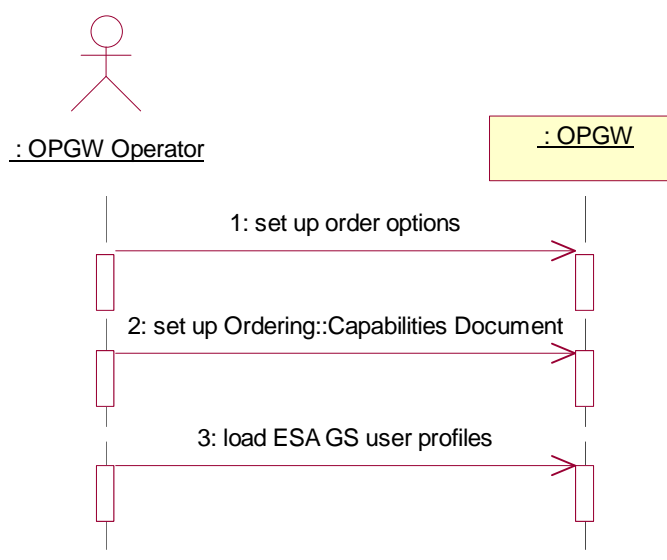 : OPGW Operator
: OPGW
1: set up order options
2: set up Ordering::Capabilities Document
3: load ESA GS user profiles